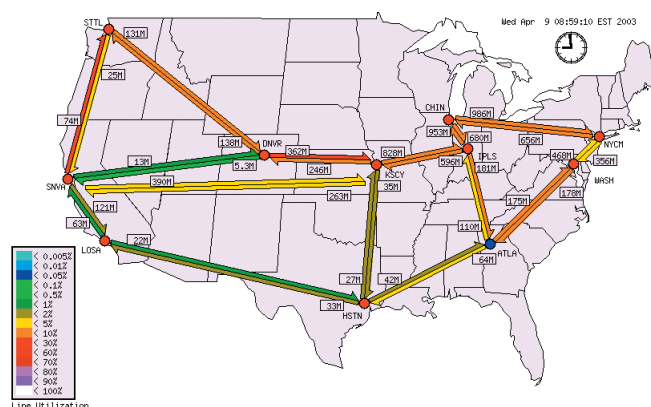 Wed Apr 9 08:59:10 EST 2003
STTL
131M
25M
74M
CHIN
986M
953M
680M
656M
NYCM
138M
DNVR
362M
828M
596M
IPLS
468M
356M
13M
5.3M
246M
KSCY
35M
181M
178M
WASH
SNVA
390M
263M
121M
63M
175M
110M
ATLA
22M
LOSA
64M
27M
42M
33M
HSTN
< 0.005%
< 0.01%
< 0.05%
< 0.1%
< 0.5%
< 1%
< 2%
< 5%
< 10%
< 30%
< 60%
< 70%
< 80%
< 90%
< 100%
Line Utilization